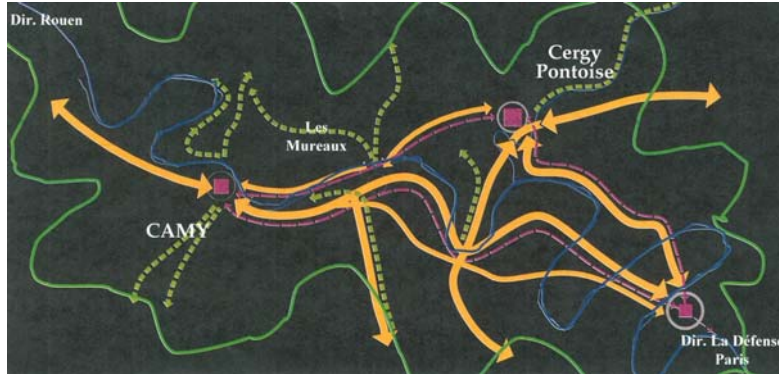 Dir. Rouen
Cergy
Pontoise
Les
Mureaux
CAMY
Dir. La Défense
Paris